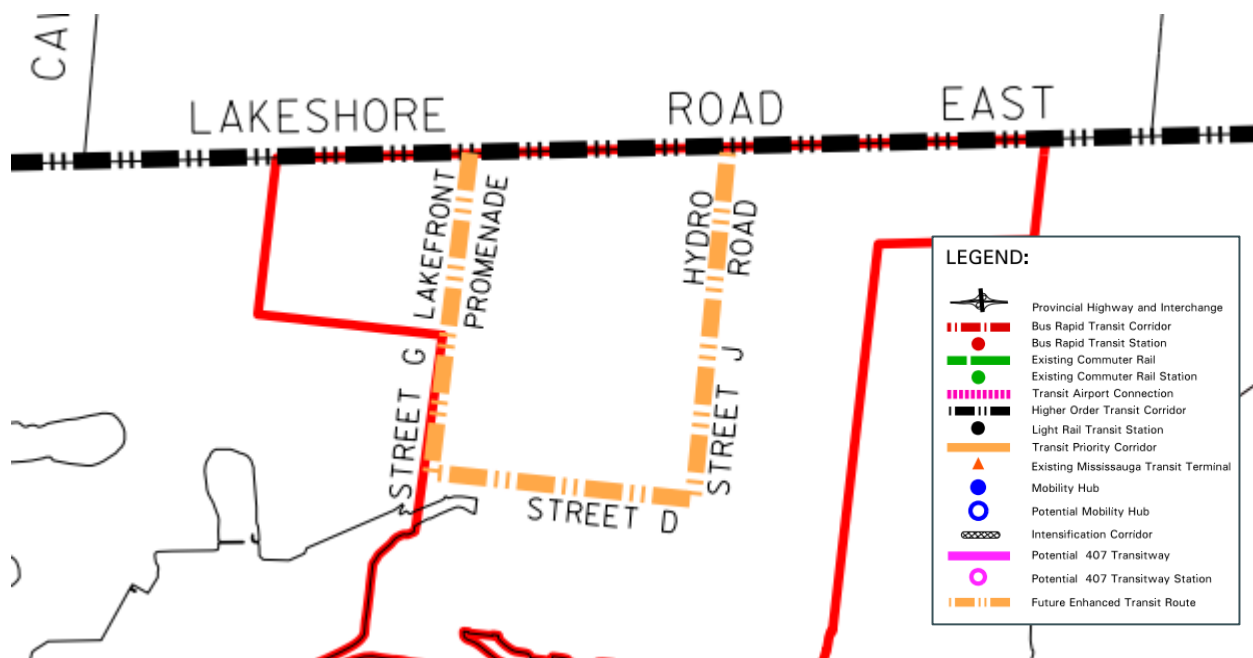 CA
LAKESHORE ROAD EAST
LAKEFRONT
PROMENADE
HYDRO
ROAD
STREET G
STREET J
STREET D
LEGEND:
Provincial Highway and Interchange
Bus Rapid Transit Corridor
Bus Rapid Transit Station
Existing Commuter Rail
Existing Commuter Rail Station
Transit Airport Connection
Higher Order Transit Corridor
Light Rail Transit Station
Transit Priority Corridor
Existing Mississauga Transit Terminal
Mobility Hub
Potential Mobility Hub
Intensification Corridor
Potential 407 Transitway
Potential 407 Transitway Station
Future Enhanced Transit Route